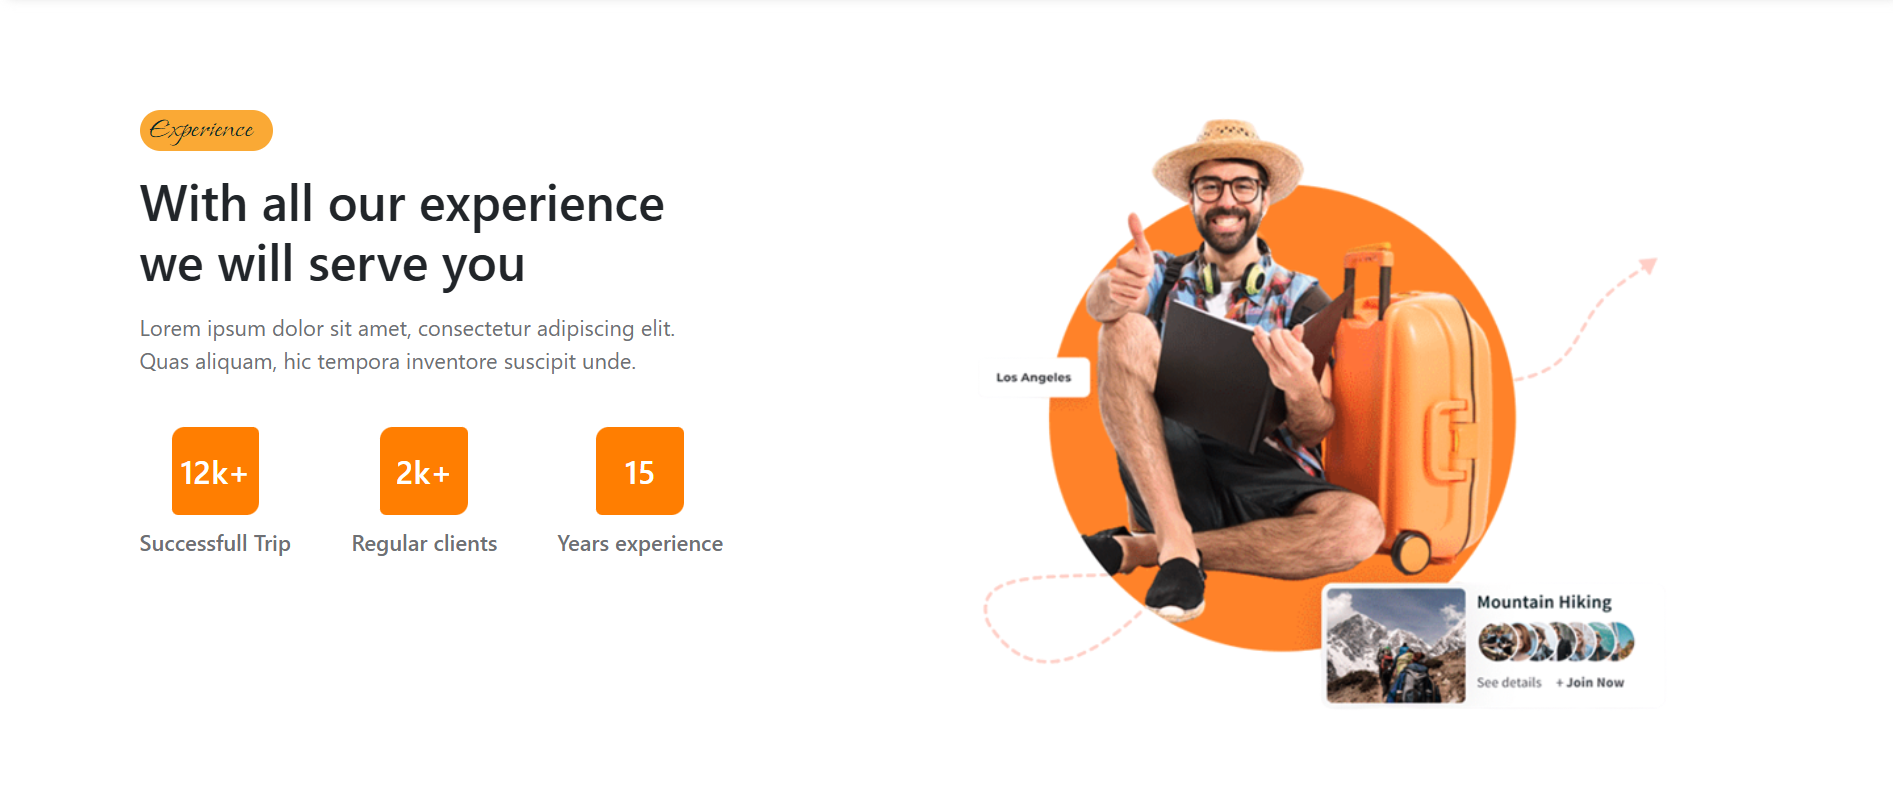 Experience
With all our experience
we will serve you
Lorem ipsum dolor sit amet, consectetur adipiscing elit.
Quas aliquam, hic tempora inventore suscipit unde.
12k+
2k+
15
Successfull Trip
Regular clients
Years experience
Los Angeles
Mountain Hiking
See details
+ Join Now